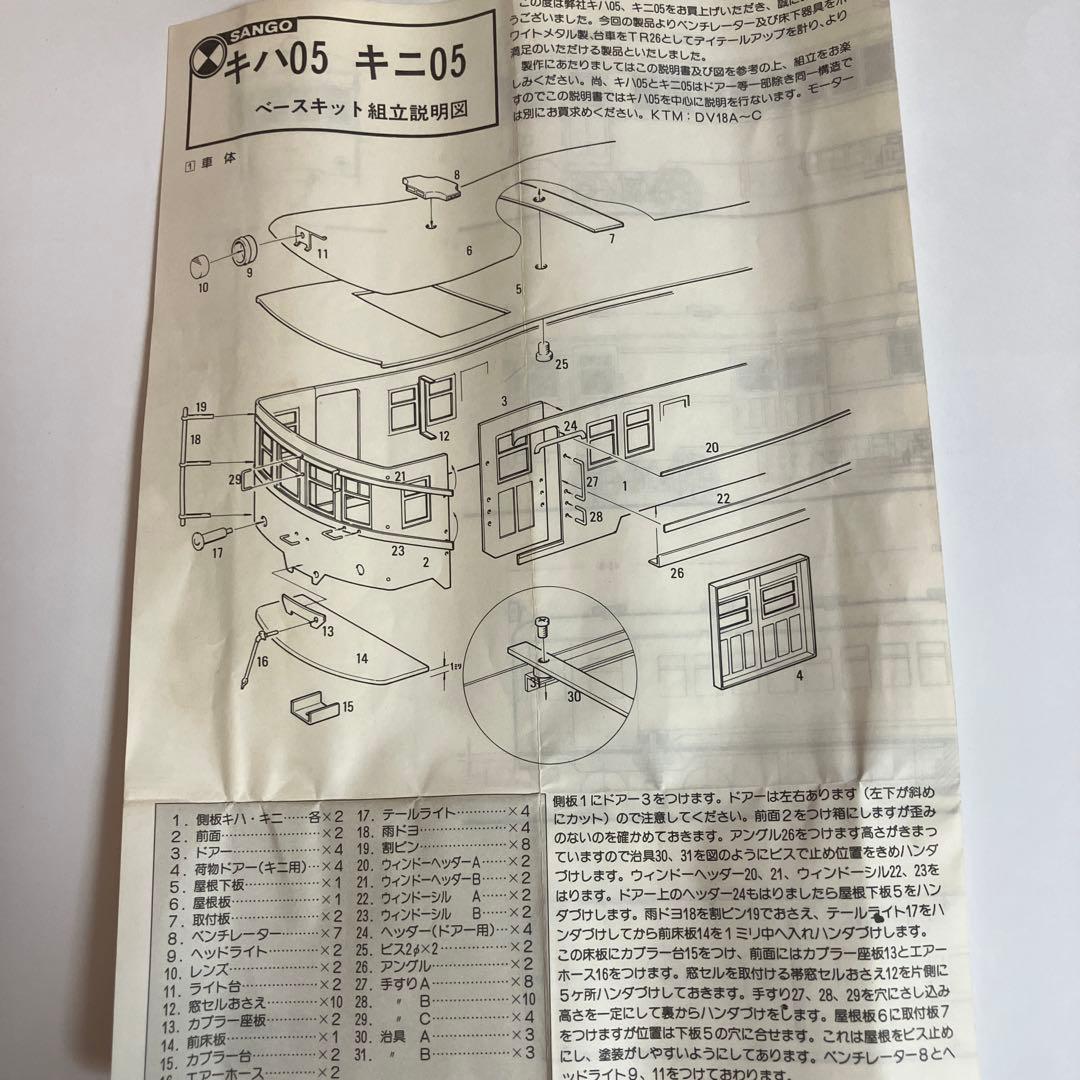 SANGO
キハ05 キニ05
ベースキット組立説明図
この度は弊社キハ05、キニ05をお買上げいただき、誠に
うございました。今回の製品よりベンチレーター及び床下器具をホ
ワイトメタル製、台車をTR26としてディテールアップを計り、より
満足のいただける製品といたしました。
製作にあたりましてはこの説明書及び図を参考の上、組立をお楽
しみください。尚、キハ05とキニ05はドアー等一部除き同一構造で
すのでこの説明書ではキハ05を中心に説明を行ないます。モーター
は別にお買求めください。KTM:DV18A〜C
1 車 体
8
7
6
11
9
10
5
25
19
18
12
3
24
20
29
21
27
1
22
28
17
23
2
26
13
16
14
1ミリ
15
31
30
4
1. 側板キハ・キニ……各×2
2. 前面…………×2
3. ドアー…………×4
4. 荷物ドアー(キニ用)…×4
5. 屋根下板…………×1
6. 屋根板…………×1
7. 取付板…………×2
8. ベンチレーター…………×7
9. ヘッドライト…………×2
10. レンズ…………×2
11. ライト台…………×2
12. 窓セルおさえ…………×10
13. カプラー座板…………×2
14. 前床板…………×1
15. カプラー台…………×2
16. エアーホース…………×2
17. テールライト…………×4
18. 雨ドヨ…………×4
19. 割ピン…………×8
20. ウィンドーヘッダーA……×2
21. ウィンドーヘッダーB……×2
22. ウィンドーシル A……×2
23. ウィンドーシル B……×2
24. ヘッダー(ドアー用)…×4
25. ビス2φ×2…………×2
26. アングル…………×2
27. 手すりA…………×8
28. 〃 B…………×10
29. 〃 C…………×4
30. 治具 A…………×3
31. 〃 B…………×3
側板1にドアー3をつけます。ドアーは左右あります(左下が斜め
にカット)ので注意してください。前面2をつけ箱にしますが歪み
のないのを確かめておきます。アングル26をつけます高さがきまっ
ていますので治具30、31を図のようにビスで止め位置をきめハンダ
づけします。ウィンドーヘッダー20、21、ウィンドーシル22、23を
はります。ドアー上のヘッダー24もはりましたら屋根下板5をハン
ダづけします。雨ドヨ18を割ピン19でおさえ、テールライト17をハ
ンダづけしてから前床板14を1ミリ中へ入れハンダづけします。
この床板にカプラー台15をつけ、前面にはカプラー座板13とエアー
ホース16をつけます。窓セルを取付ける帯窓セルおさえ12を片側に
5ケ所ハンダづけしておきます。手すり27、28、29を穴にさし込み
高さを一定にして裏からハンダづけをします。屋根板6に取付板7
をつけますが位置は下板5の穴に合せます。これは屋根をビス止め
にし、塗装がしやすいようにしてあります。ベンチレーター8とヘ
ッドライト9、11をつけておわります。